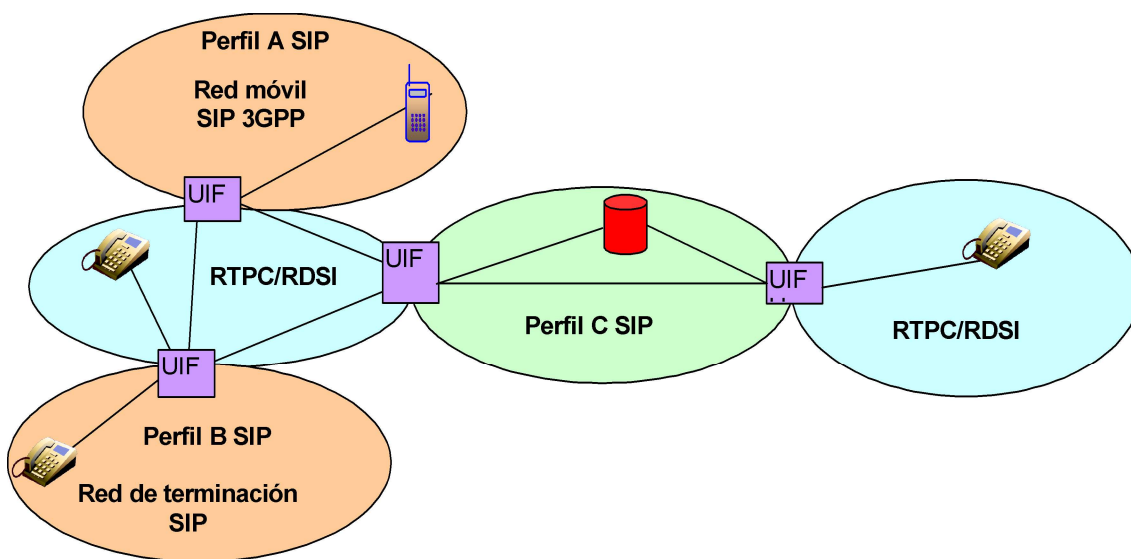 Perfil A SIP
Red móvil
SIP 3GPP
UIF
RTPC/RDSI
UIF
UIF
Perfil C SIP
UIF
RTPC/RDSI
Perfil B SIP
Red de terminación
SIP